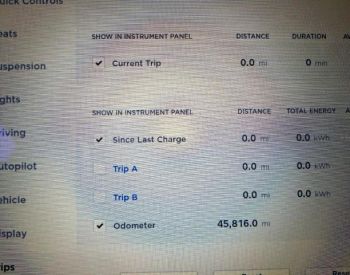 Quick Controls
eats
SHOW IN INSTRUMENT PANEL DISTANCE DURATION AV
uspension
✓ Current Trip 0.0 mi 0 min
ghts
SHOW IN INSTRUMENT PANEL DISTANCE TOTAL ENERGY A
riving
✓ Since Last Charge 0.0 mi 0.0 kWh
utopilot
Trip A 0.0 mi 0.0 kWh
ehicle
Trip B 0.0 mi 0.0 kWh
isplay
✓ Odometer 45,816.0 mi
rips